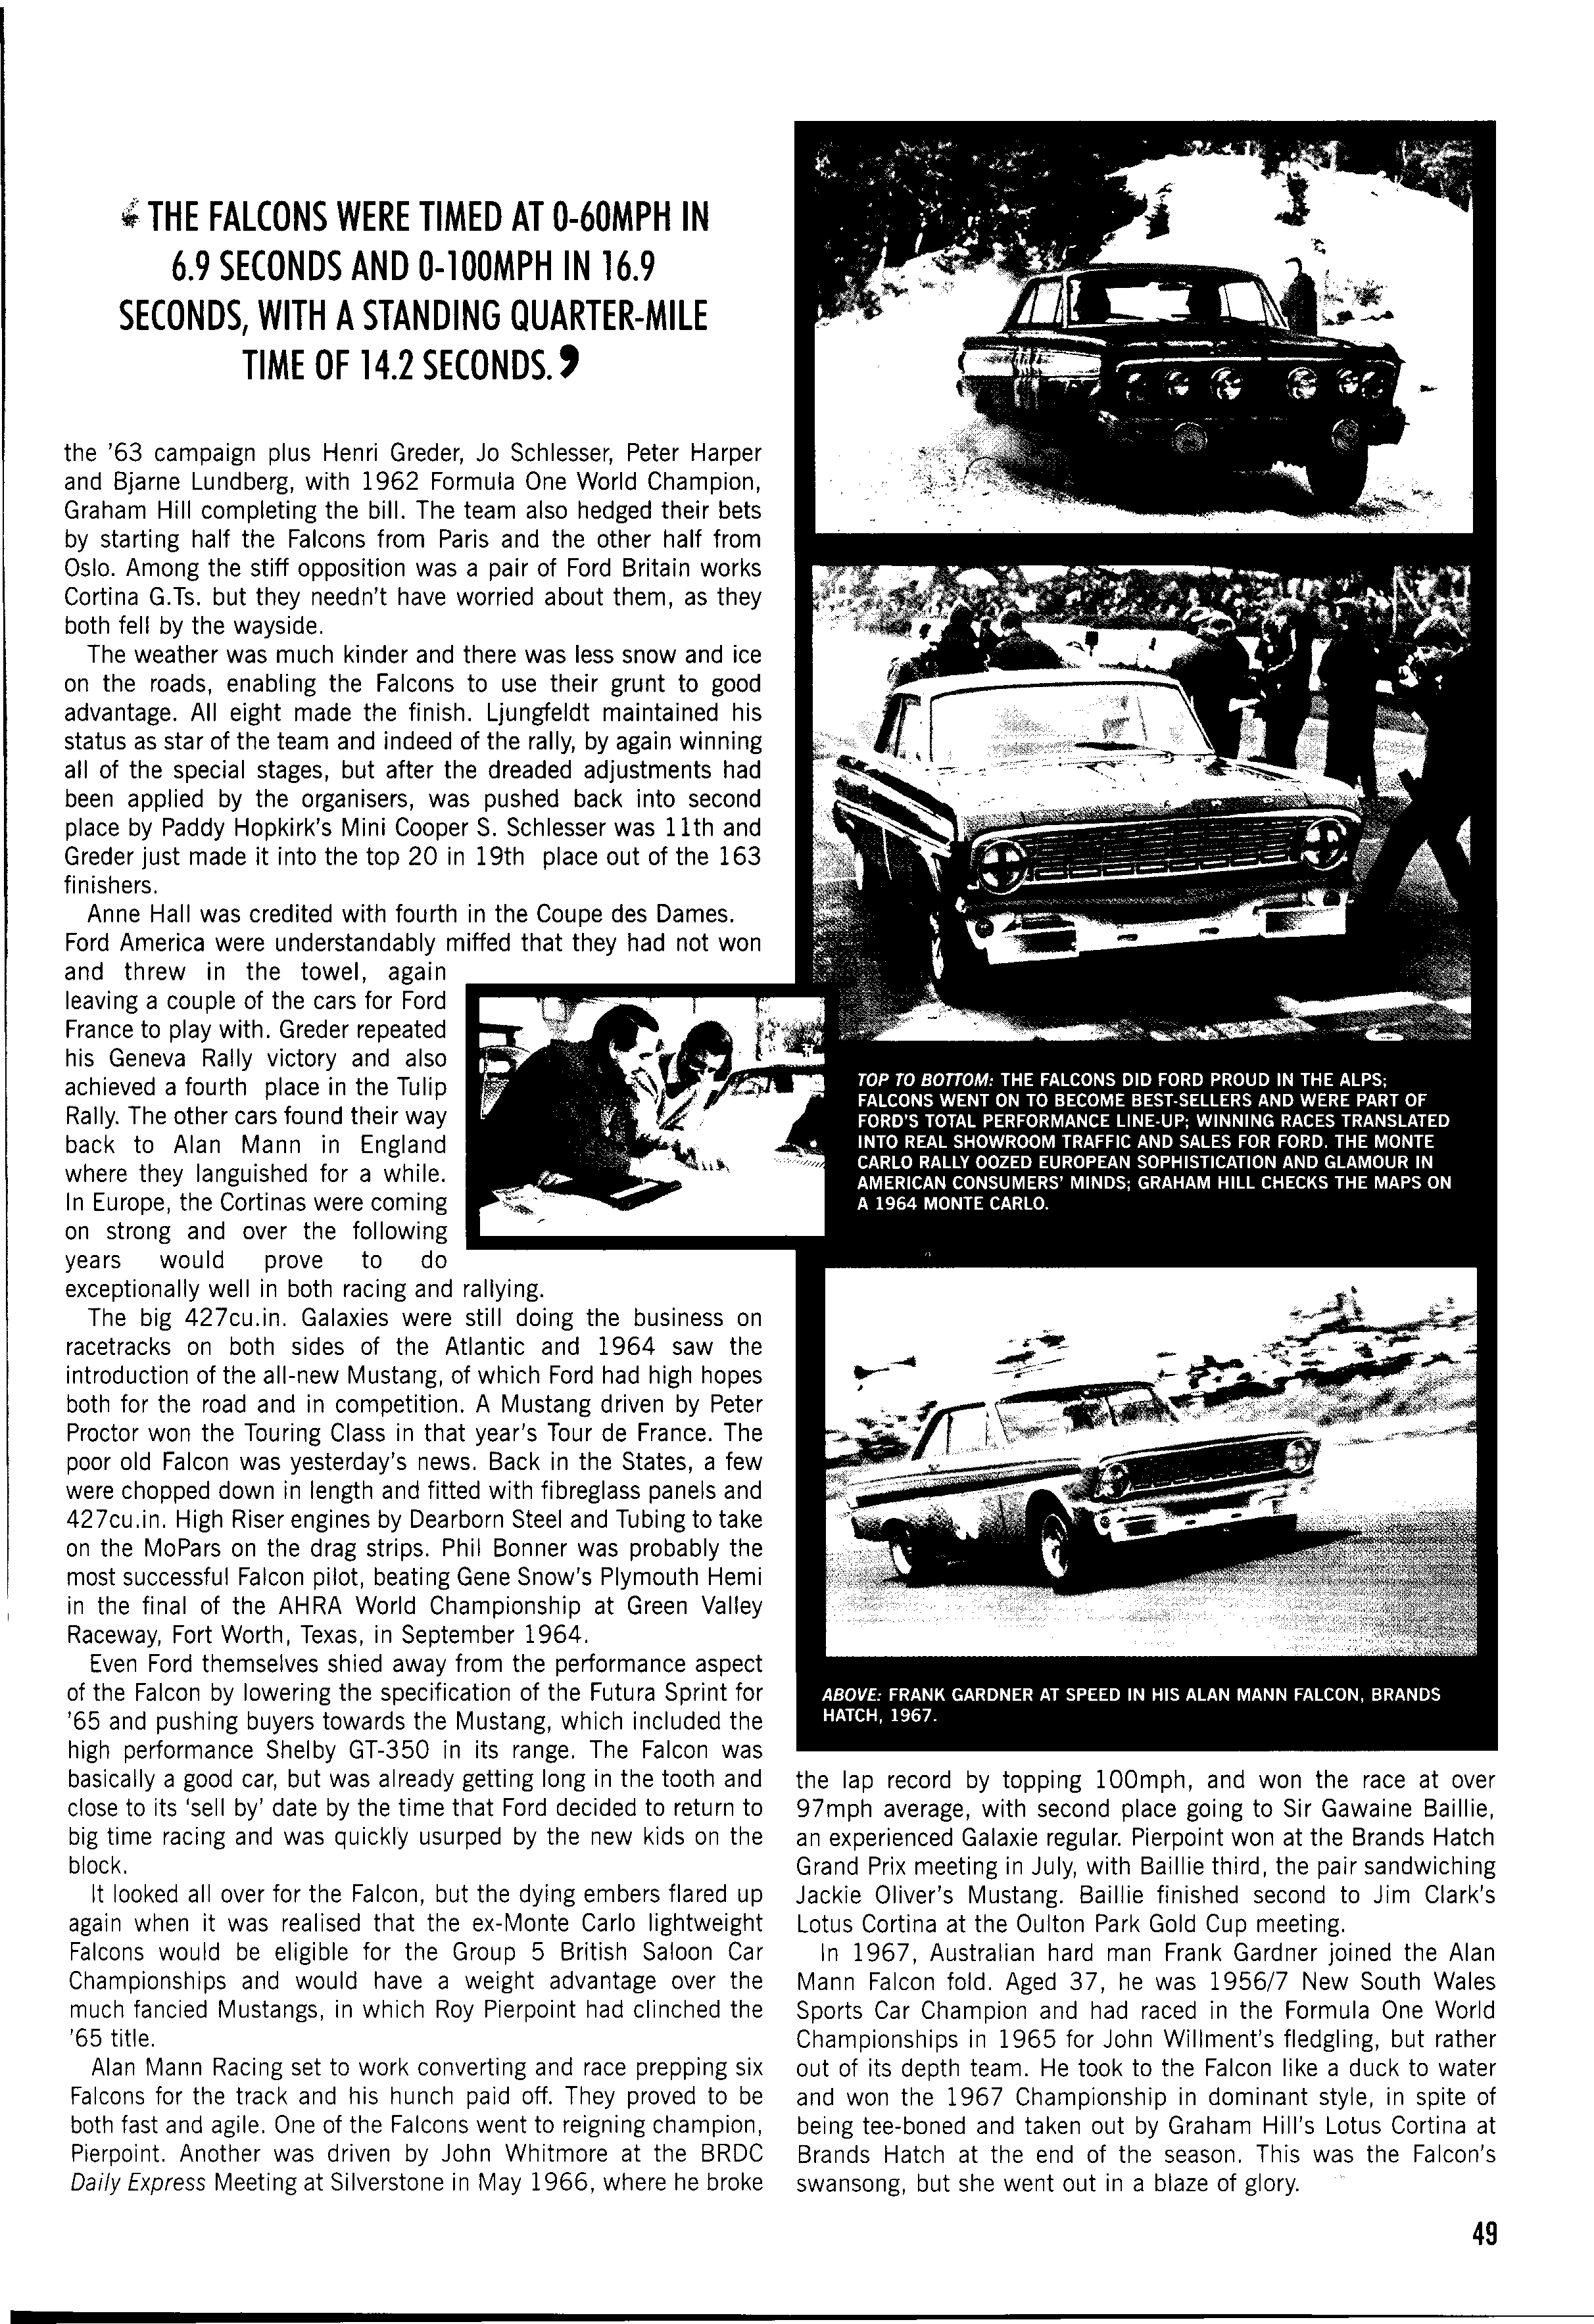 ‘ THE FALCONS WERE TIMED AT 0-60MPH IN
6.9 SECONDS AND 0-100MPH IN 16.9
SECONDS, WITH A STANDING QUARTER-MILE
TIME OF 14.2 SECONDS. ’
the '63 campaign plus Henri Greder, Jo Schlesser, Peter Harper
and Bjarne Lundberg, with 1962 Formula One World Champion,
Graham Hill completing the bill. The team also hedged their bets
by starting half the Falcons from Paris and the other half from
Oslo. Among the stiff opposition was a pair of Ford Britain works
Cortina G.Ts. but they needn't have worried about them, as they
both fell by the wayside.
The weather was much kinder and there was less snow and ice
on the roads, enabling the Falcons to use their grunt to good
advantage. All eight made the finish. Ljungfeldt maintained his
status as star of the team and indeed of the rally, by again winning
all of the special stages, but after the dreaded adjustments had
been applied by the organisers, was pushed back into second
place by Paddy Hopkirk's Mini Cooper S. Schlesser was 11th and
Greder just made it into the top 20 in 19th place out of the 163
finishers.
Anne Hall was credited with fourth in the Coupe des Dames.
Ford America were understandably miffed that they had not won
and threw in the towel, again
leaving a couple of the cars for Ford
France to play with. Greder repeated
his Geneva Rally victory and also
achieved a fourth place in the Tulip
Rally. The other cars found their way
back to Alan Mann in England
where they languished for a while.
In Europe, the Cortinas were coming
on strong and over the following
years would prove to do
exceptionally well in both racing and rallying.
The big 427cu.in. Galaxies were still doing the business on
racetracks on both sides of the Atlantic and 1964 saw the
introduction of the all-new Mustang, of which Ford had high hopes
both for the road and in competition. A Mustang driven by Peter
Proctor won the Touring Class in that year's Tour de France. The
poor old Falcon was yesterday's news. Back in the States, a few
were chopped down in length and fitted with fibreglass panels and
427cu.in. High Riser engines by Dearborn Steel and Tubing to take
on the MoPars on the drag strips. Phil Bonner was probably the
most successful Falcon pilot, beating Gene Snow's Plymouth Hemi
in the final of the AHRA World Championship at Green Valley
Raceway, Fort Worth, Texas, in September 1964.
Even Ford themselves shied away from the performance aspect
of the Falcon by lowering the specification of the Futura Sprint for
'65 and pushing buyers towards the Mustang, which included the
high performance Shelby GT-350 in its range. The Falcon was
basically a good car, but was already getting long in the tooth and
close to its 'sell by' date by the time that Ford decided to return to
big time racing and was quickly usurped by the new kids on the
block.
It looked all over for the Falcon, but the dying embers flared up
again when it was realised that the ex-Monte Carlo lightweight
Falcons would be eligible for the Group 5 British Saloon Car
Championships and would have a weight advantage over the
much fancied Mustangs, in which Roy Pierpoint had clinched the
'65 title.
Alan Mann Racing set to work converting and race prepping six
Falcons for the track and his hunch paid off. They proved to be
both fast and agile. One of the Falcons went to reigning champion,
Pierpoint. Another was driven by John Whitmore at the BRDC
Daily Express Meeting at Silverstone in May 1966, where he broke
TOP TO BOTTOM: THE FALCONS DID FORD PROUD IN THE ALPS;
FALCONS WENT ON TO BECOME BEST-SELLERS AND WERE PART OF
FORD'S TOTAL PERFORMANCE LINE-UP; WINNING RACES TRANSLATED
INTO REAL SHOWROOM TRAFFIC AND SALES FOR FORD. THE MONTE
CARLO RALLY OOZED EUROPEAN SOPHISTICATION AND GLAMOUR IN
AMERICAN CONSUMERS' MINDS; GRAHAM HILL CHECKS THE MAPS ON
A 1964 MONTE CARLO.
ABOVE: FRANK GARDNER AT SPEED IN HIS ALAN MANN FALCON, BRANDS
HATCH, 1967.
the lap record by topping 100mph, and won the race at over
97mph average, with second place going to Sir Gawaine Baillie,
an experienced Galaxie regular. Pierpoint won at the Brands Hatch
Grand Prix meeting in July, with Baillie third, the pair sandwiching
Jackie Oliver's Mustang. Baillie finished second to Jim Clark's
Lotus Cortina at the Oulton Park Gold Cup meeting.
In 1967, Australian hard man Frank Gardner joined the Alan
Mann Falcon fold. Aged 37, he was 1956/7 New South Wales
Sports Car Champion and had raced in the Formula One World
Championships in 1965 for John Willment's fledgling, but rather
out of its depth team. He took to the Falcon like a duck to water
and won the 1967 Championship in dominant style, in spite of
being tee-boned and taken out by Graham Hill's Lotus Cortina at
Brands Hatch at the end of the season. This was the Falcon's
swansong, but she went out in a blaze of glory.
49